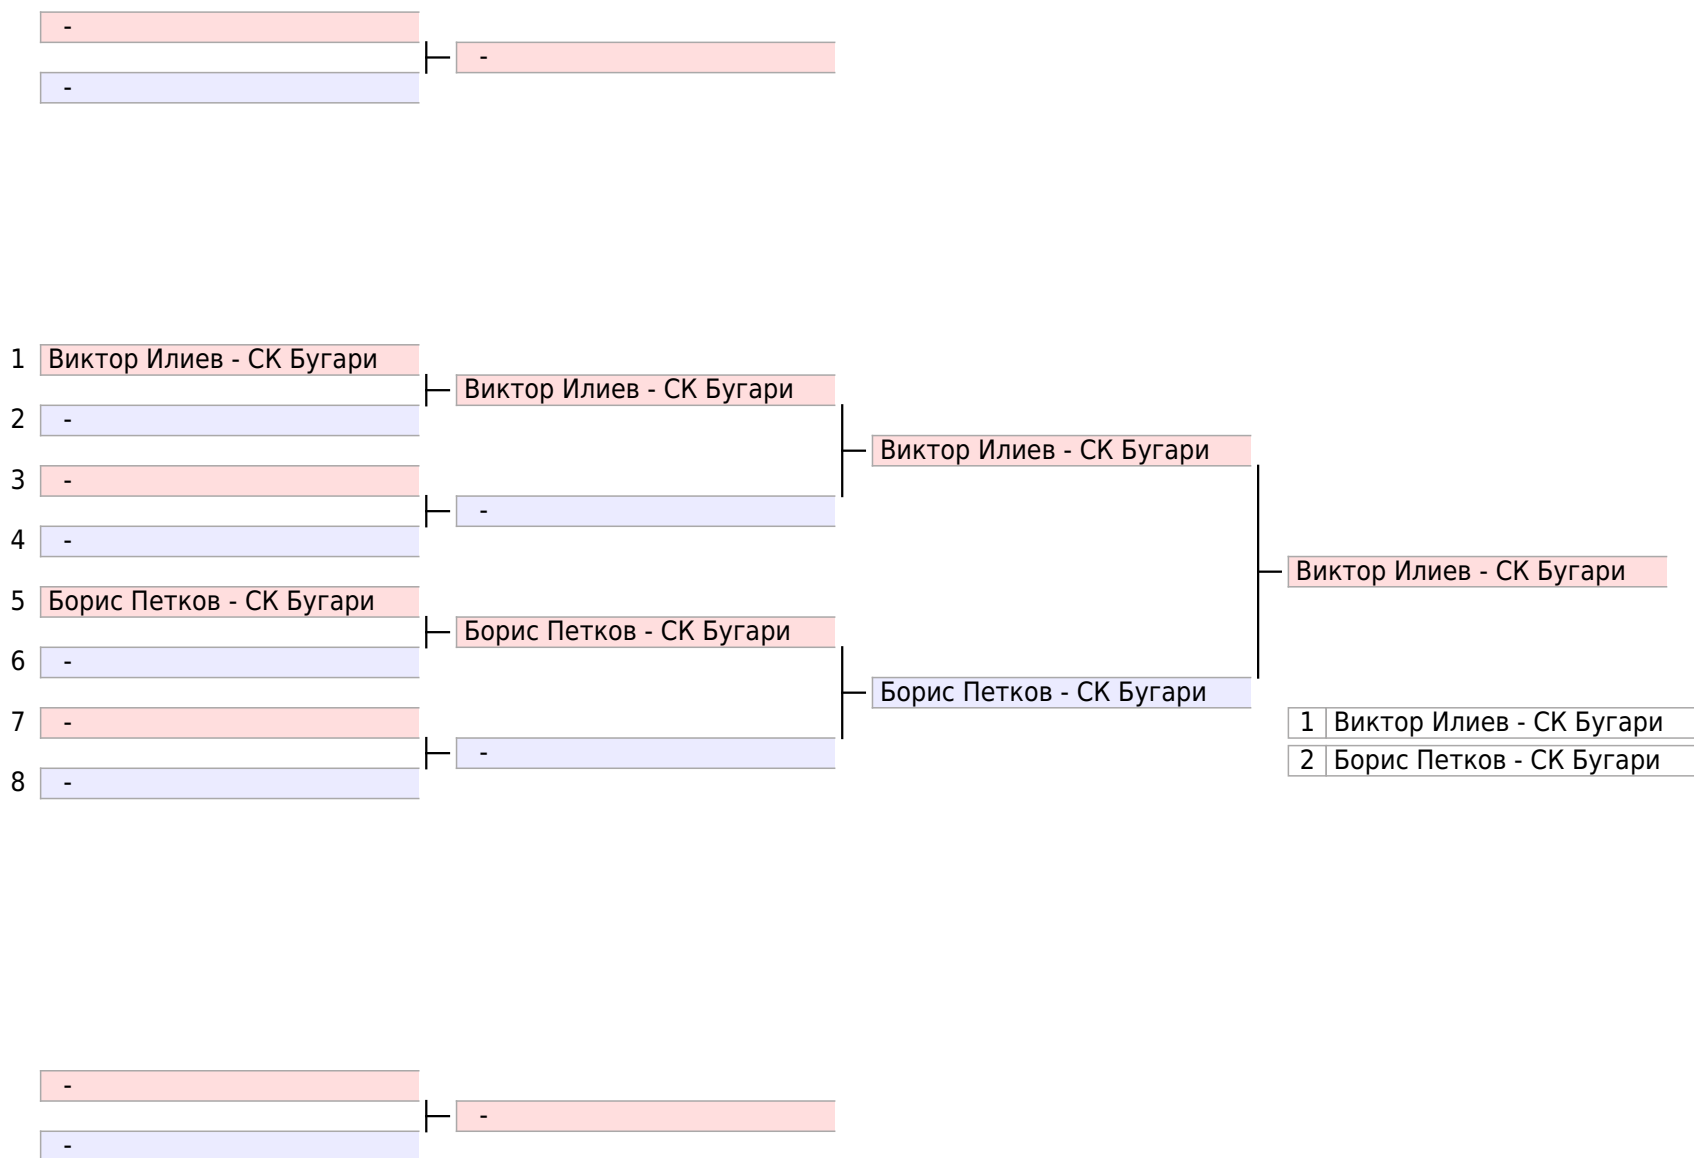 -
-
-
1 Виктор Илиев - СК Бугари
Виктор Илиев - СК Бугари
2 -
Виктор Илиев - СК Бугари
3 -
-
4 -
Виктор Илиев - СК Бугари
5 Борис Петков - СК Бугари
Борис Петков - СК Бугари
6 -
Борис Петков - СК Бугари
7 -
1 Виктор Илиев - СК Бугари
-
2 Борис Петков - СК Бугари
8 -
-
-
-